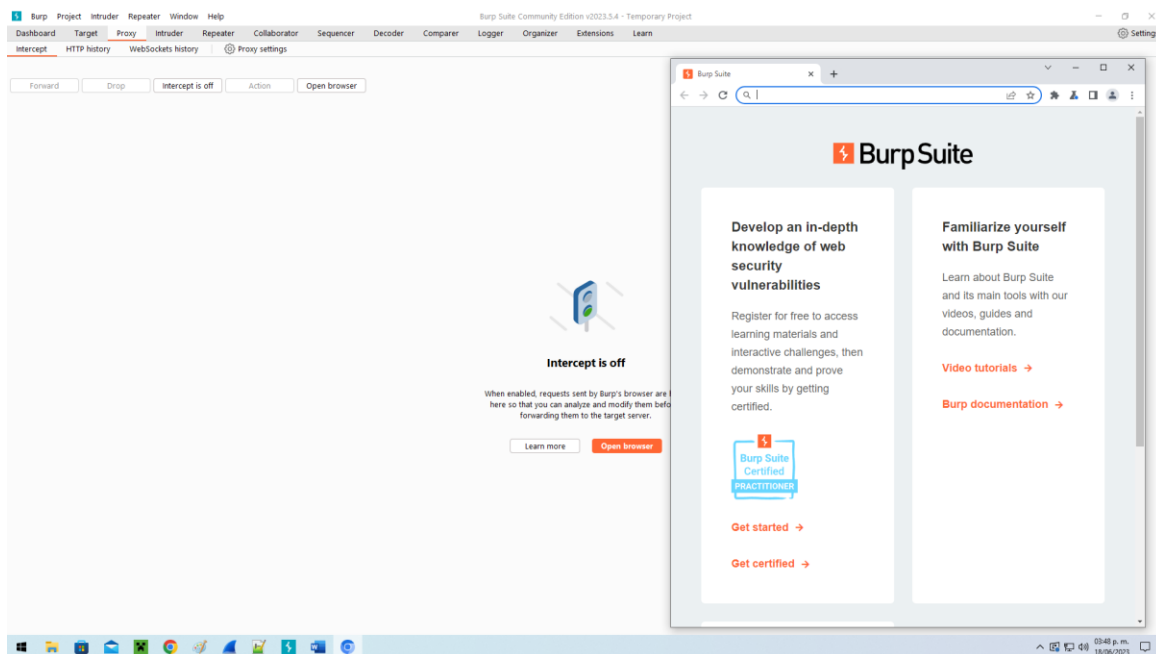 Burp Project Intruder Repeater Window Help
Burp Suite Community Edition v2023.5.4 - Temporary Project
Dashboard Target Proxy Intruder Repeater Collaborator Sequencer Decoder Comparer Logger Organizer Extensions Learn
Setting
Intercept HTTP history WebSockets history Proxy settings
Forward Drop Intercept is off Action Open browser
Intercept is off
When enabled, requests sent by Burp's browser are
here so that you can analyze and modify them befo
forwarding them to the target server.
Learn more Open browser
Burp Suite
Burp Suite
Develop an in-depth
knowledge of web
security
vulnerabilities
Register for free to access
learning materials and
interactive challenges, then
demonstrate and prove
your skills by getting
certified.
Burp Suite
Certified
PRACTITIONER
Get started →
Get certified →
Familiarize yourself
with Burp Suite
Learn about Burp Suite
and its main tools with our
videos, guides and
documentation.
Video tutorials →
Burp documentation →
03:48 p. m.
18/06/2023